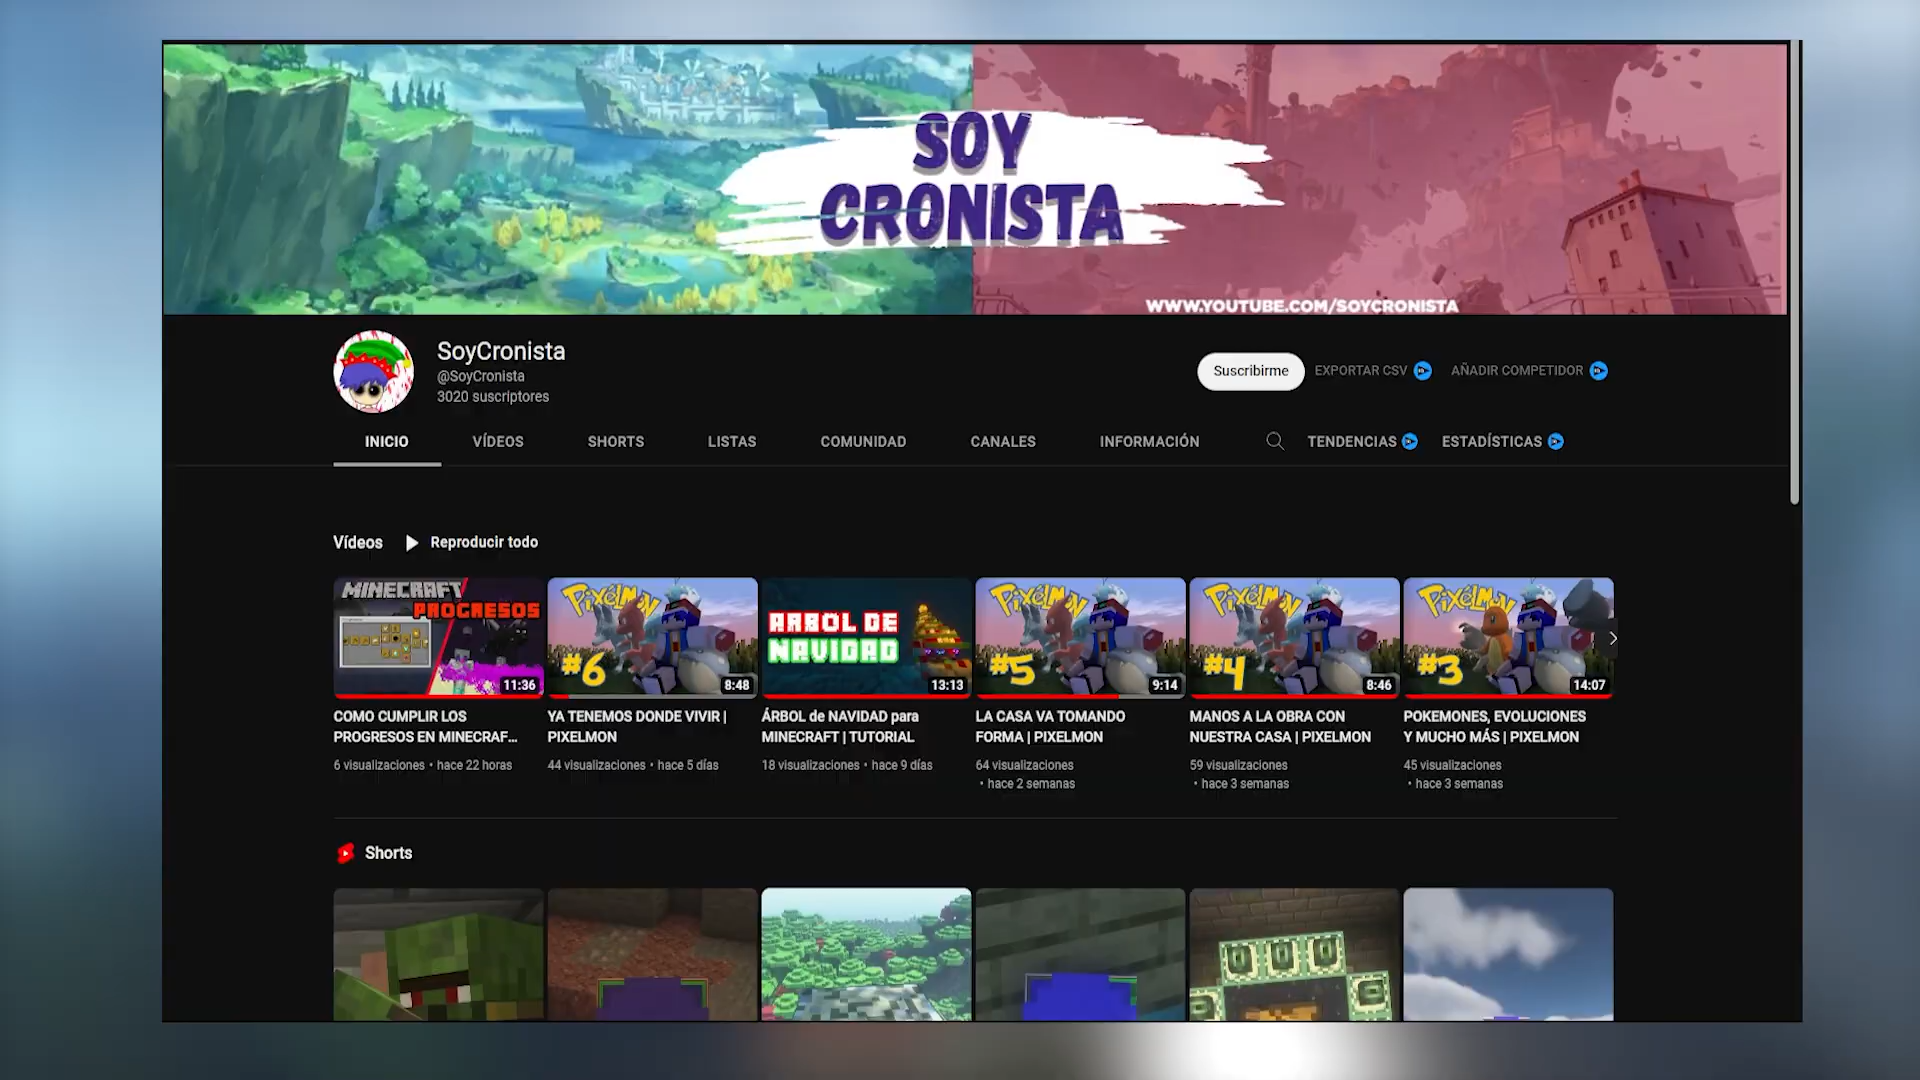 SOY
CRONISTA
WWW.YOUTUBE.COM/SOYCRONISTA
SoyCronista
@SoyCronista
3020 suscriptores
Suscribirme
EXPORTAR CSV
AÑADIR COMPETIDOR
INICIO
VÍDEOS
SHORTS
LISTAS
COMUNIDAD
CANALES
INFORMACIÓN
TENDENCIAS
ESTADÍSTICAS
Vídeos
Reproducir todo
MINECRAFT
PROGRESOS
11:36
PIXÉLMON
#6
8:48
ARBOL DE
NAVIDAD
13:13
PIXÉLMON
#5
9:14
PIXÉLMON
#4
8:46
PIXÉLMON
#3
14:07
COMO CUMPLIR LOS
PROGRESOS EN MINECRAF...
6 visualizaciones • hace 22 horas
YA TENEMOS DONDE VIVIR |
PIXELMON
44 visualizaciones • hace 5 días
ÁRBOL de NAVIDAD para
MINECRAFT | TUTORIAL
18 visualizaciones • hace 9 días
LA CASA VA TOMANDO
FORMA | PIXELMON
64 visualizaciones
• hace 2 semanas
MANOS A LA OBRA CON
NUESTRA CASA | PIXELMON
59 visualizaciones
• hace 3 semanas
POKEMONES, EVOLUCIONES
Y MUCHO MÁS | PIXELMON
45 visualizaciones
• hace 3 semanas
Shorts